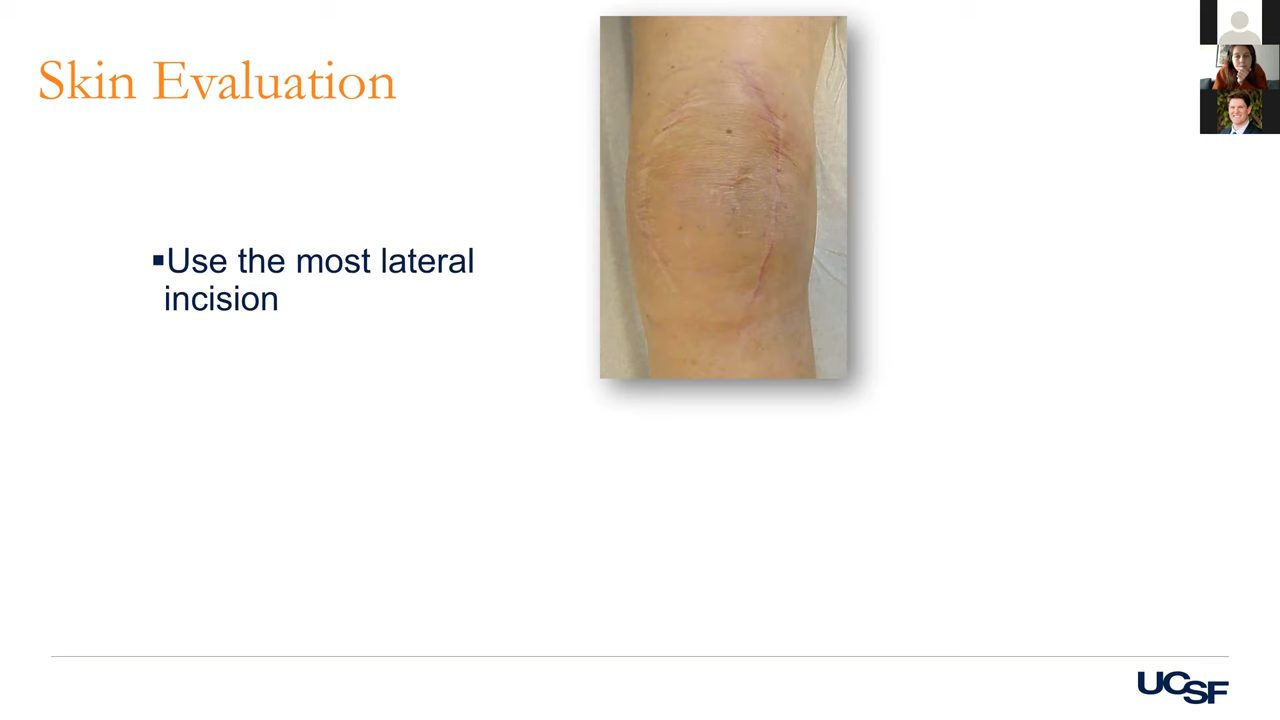 Skin Evaluation
▪Use the most lateral
incision
UCSF